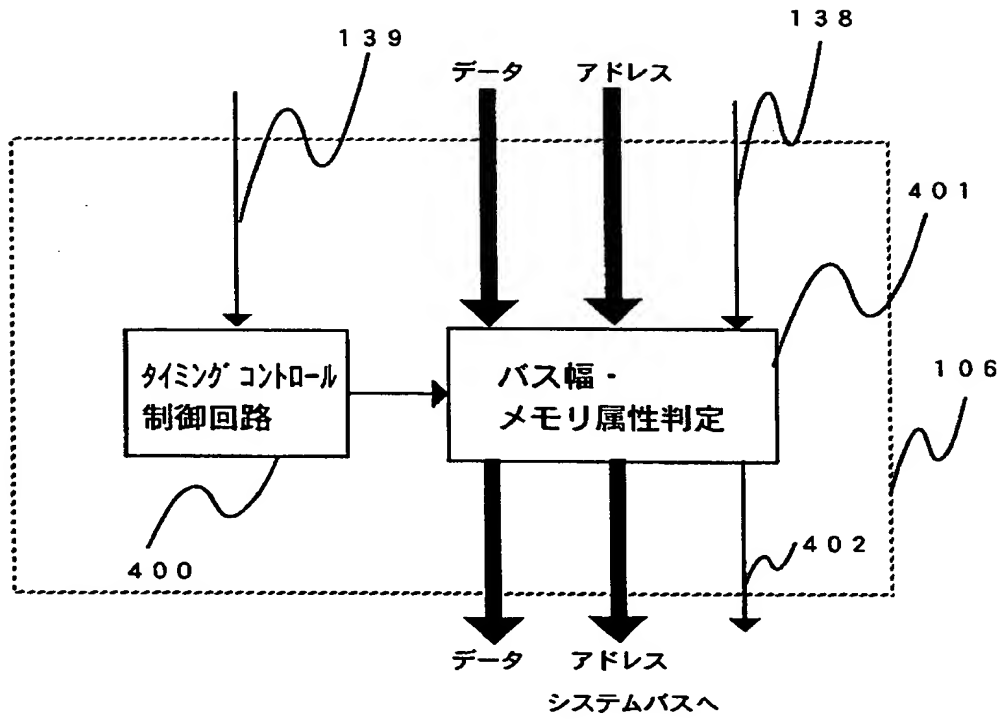 139
データ
アドレス
138
401
タイミングコントロール
制御回路
バス幅・
メモリ属性判定
106
400
402
データ
アドレス
システムバスへ